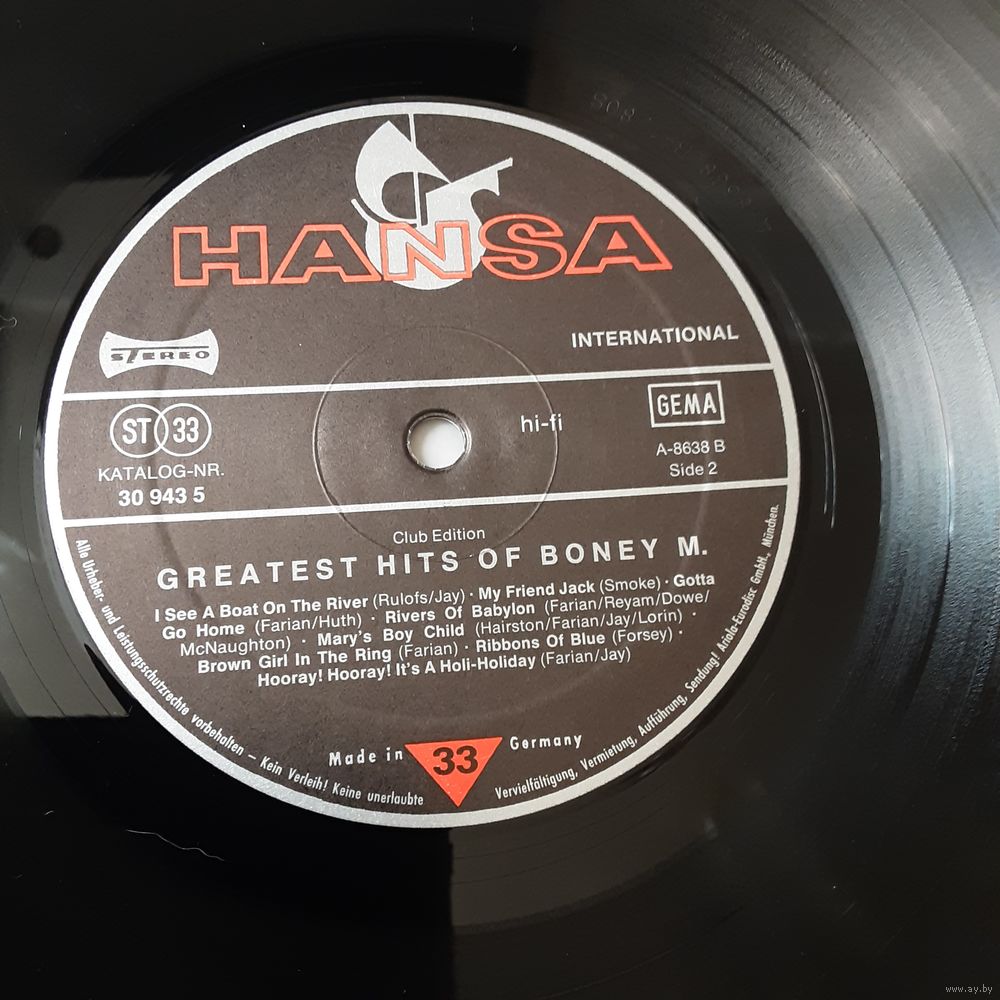 HANSA
INTERNATIONAL
STEREO
ST 33
KATALOG-NR.
30 943 5
hi-fi
GEMA
A-8638 B
Side 2
Club Edition
GREATEST HITS OF BONEY M.
I See A Boat On The River (Rulofs/Jay) · My Friend Jack (Smoke) · Gotta
Go Home (Farian/Huth) · Rivers Of Babylon (Farian/Reyam/Dowe/
McNaughton) · Mary's Boy Child (Hairston/Farian/Jay/Lorin) ·
Brown Girl In The Ring (Farian) · Ribbons Of Blue (Forsey) ·
Hooray! Hooray! It's A Holi-Holiday (Farian/Jay)
Made in 33 Germany
Alle Urheber- und Leistungsschutzrechte vorbehalten – Kein Verleih! Keine unerlaubte Vervielfältigung, Vermietung, Aufführung, Sendung! Ariola-Eurodisc GmbH., München.
www.ay.by